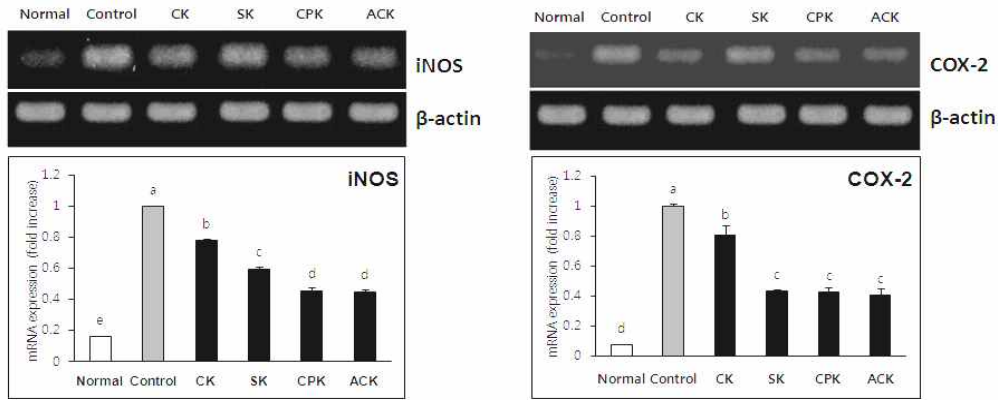 Normal Control CK SK CPK ACK
iNOS
β-actin
iNOS
mRNA expression (fold increase)
1.2
1
0.8
0.6
0.4
0.2
0
e
a
b
c
d
d
Normal Control CK SK CPK ACK
Normal Control CK SK CPK ACK
COX-2
β-actin
COX-2
mRNA expression (fold increase)
1.2
1
0.8
0.6
0.4
0.2
0
d
a
b
c
c
c
Normal Control CK SK CPK ACK